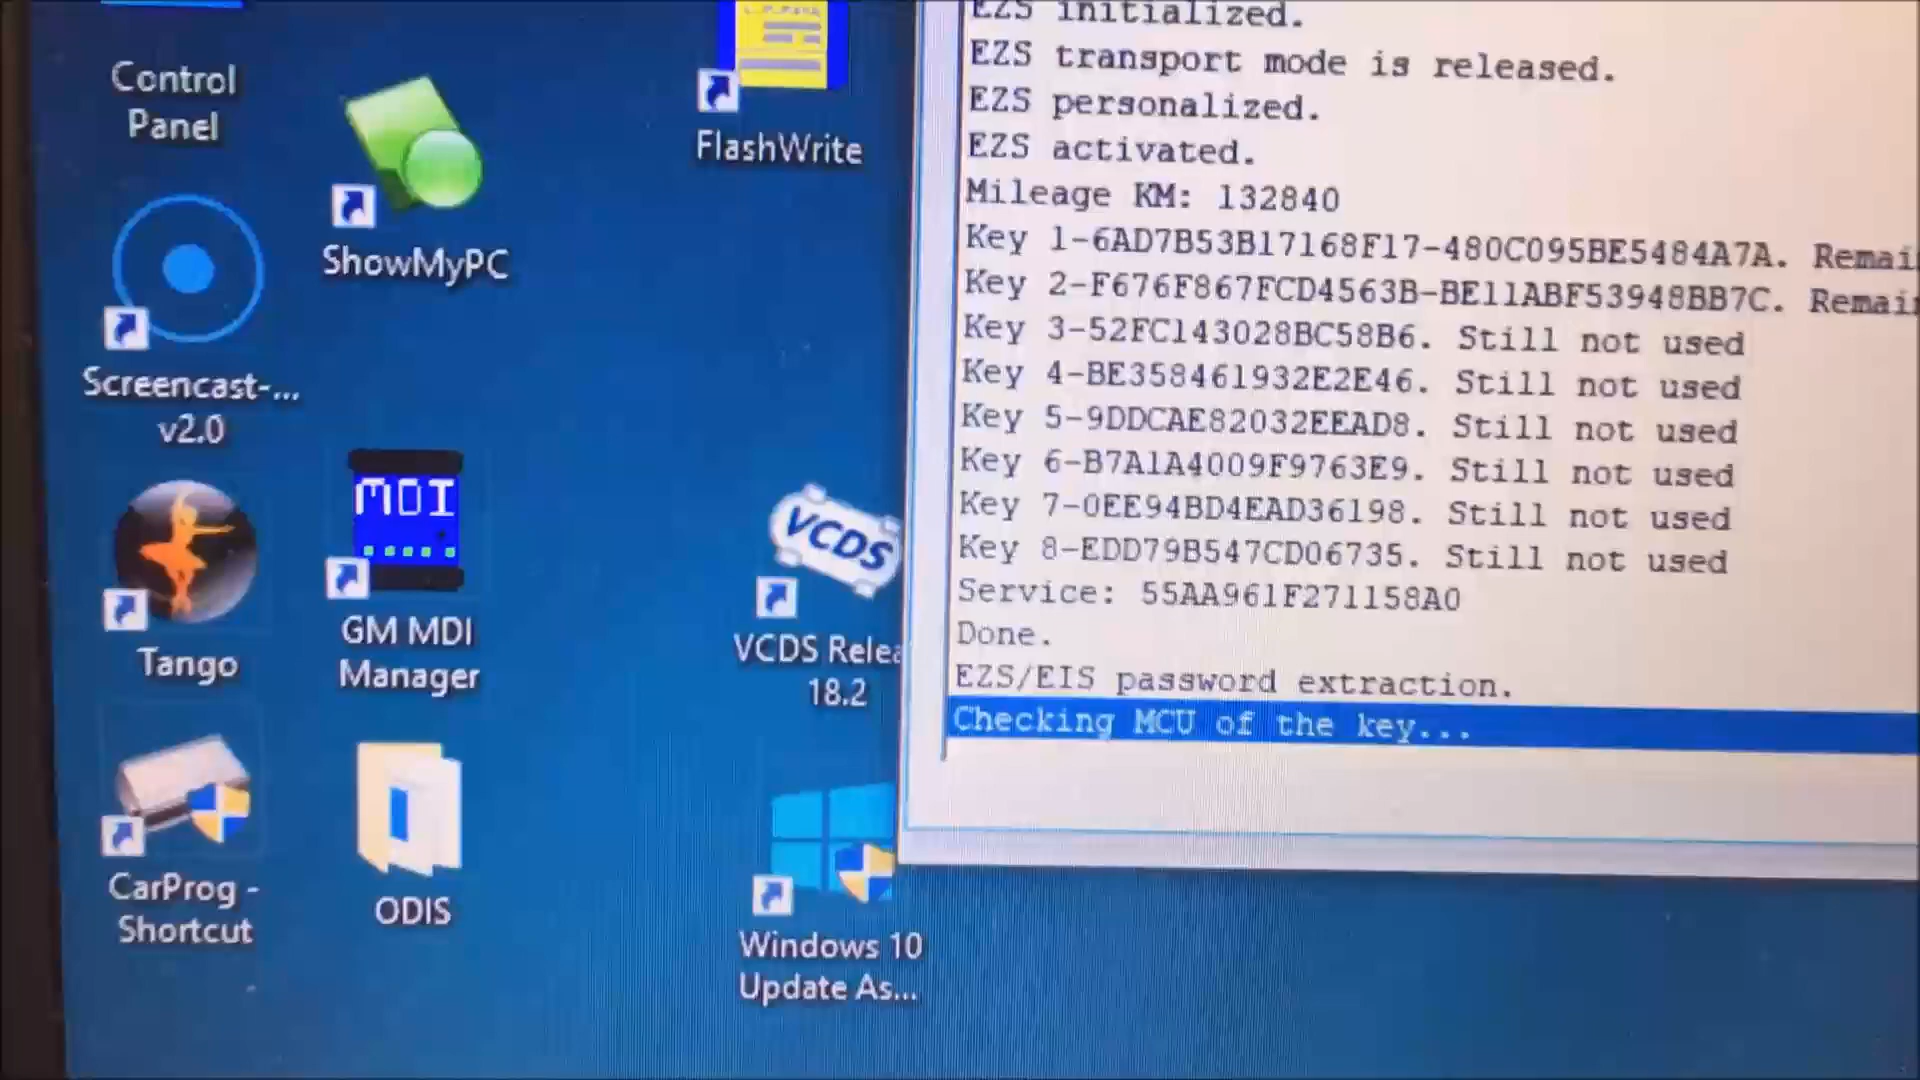 Control
Panel
ShowMyPC
FlashWrite
Screencast-...
v2.0
MDI
VCDS
Tango
GM MDI
Manager
VCDS Relea
18.2
CarProg -
Shortcut
ODIS
Windows 10
Update As...
EZS initialized.
EZS transport mode is released.
EZS personalized.
EZS activated.
Mileage KM: 132840
Key 1-6AD7B53B17168F17-480C095BE5484A7A. Remai
Key 2-F676F867FCD4563B-BE11ABF53948BB7C. Remain
Key 3-52FC143028BC58B6. Still not used
Key 4-BE358461932E2E46. Still not used
Key 5-9DDCAE82032EEAD8. Still not used
Key 6-B7A1A4009F9763E9. Still not used
Key 7-0EE94BD4EAD36198. Still not used
Key 8-EDD79B547CD06735. Still not used
Service: 55AA961F271158A0
Done.
EZS/EIS password extraction.
Checking MCU of the key...